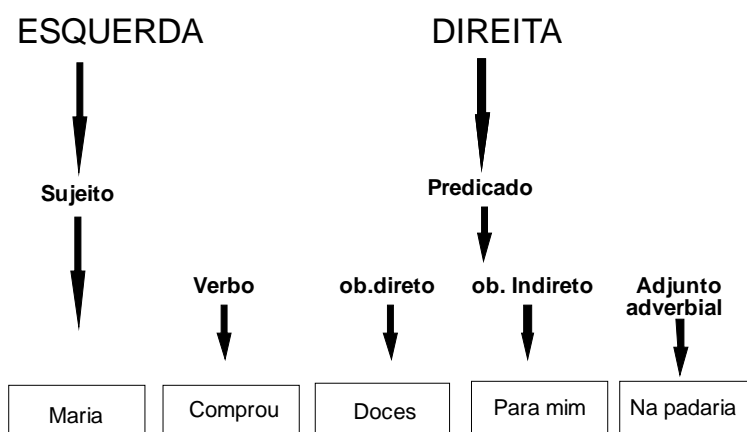 ESQUERDA
DIREITA
Sujeito
Predicado
Verbo
ob.direto
ob. Indireto
Adjunto
adverbial
Maria
Comprou
Doces
Para mim
Na padaria